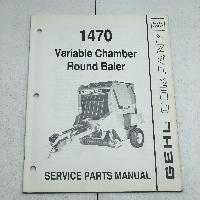 1470
Variable Chamber
Round Baler
GEHL COMPANY
SERVICE PARTS MANUAL